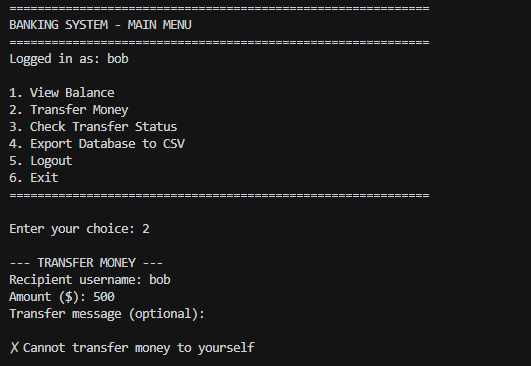 ============================================================
BANKING SYSTEM - MAIN MENU
============================================================
Logged in as: bob
1. View Balance
2. Transfer Money
3. Check Transfer Status
4. Export Database to CSV
5. Logout
6. Exit
============================================================
Enter your choice: 2
--- TRANSFER MONEY ---
Recipient username: bob
Amount ($): 500
Transfer message (optional):
✗ Cannot transfer money to yourself